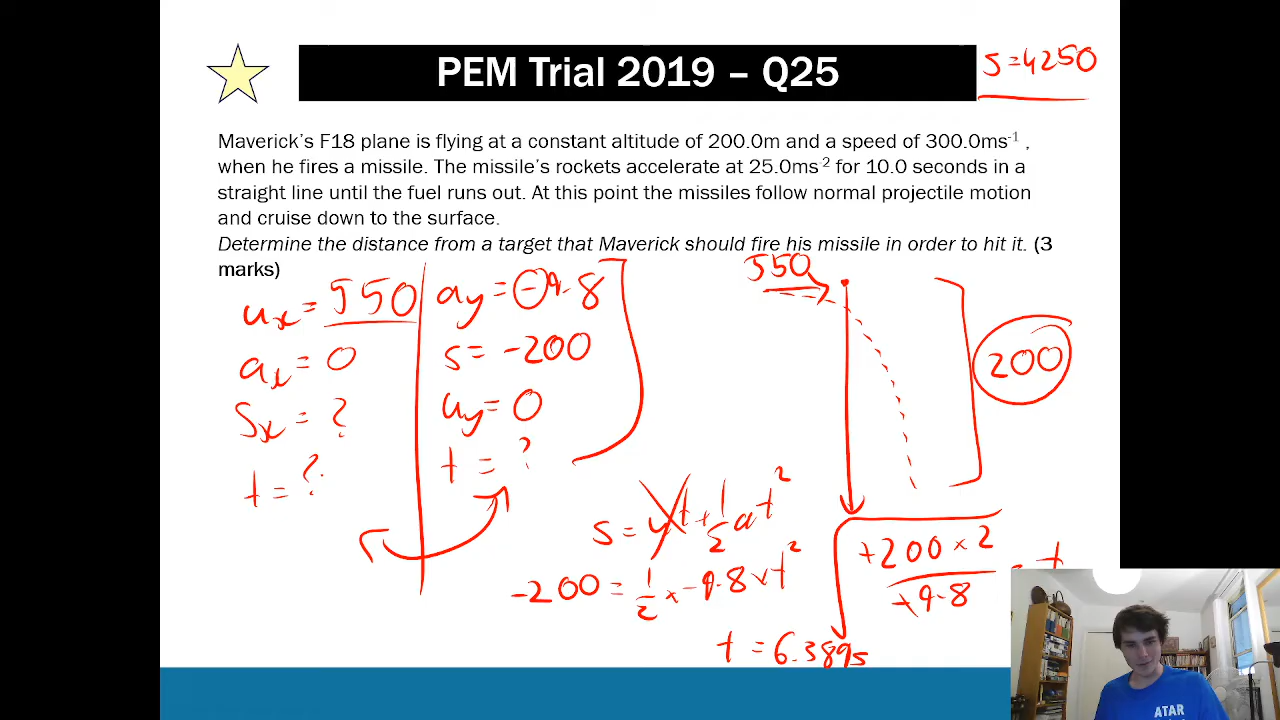 PEM Trial 2019 – Q25
s = 4250
Maverick's F18 plane is flying at a constant altitude of 200.0m and a speed of 300.0ms-1 ,
when he fires a missile. The missile's rockets accelerate at 25.0ms-2 for 10.0 seconds in a
straight line until the fuel runs out. At this point the missiles follow normal projectile motion
and cruise down to the surface.
Determine the distance from a target that Maverick should fire his missile in order to hit it. (3
marks)
ux = 550
ax = 0
Sx = ?
t = ?
ay = -9.8
s = -200
uy = 0
t = ?
550
200
s = ut + 1/2 at2
-200 = 1/2 x -9.8 x t2
+200 x 2
+9.8
= t
t = 6.389s
ATAR